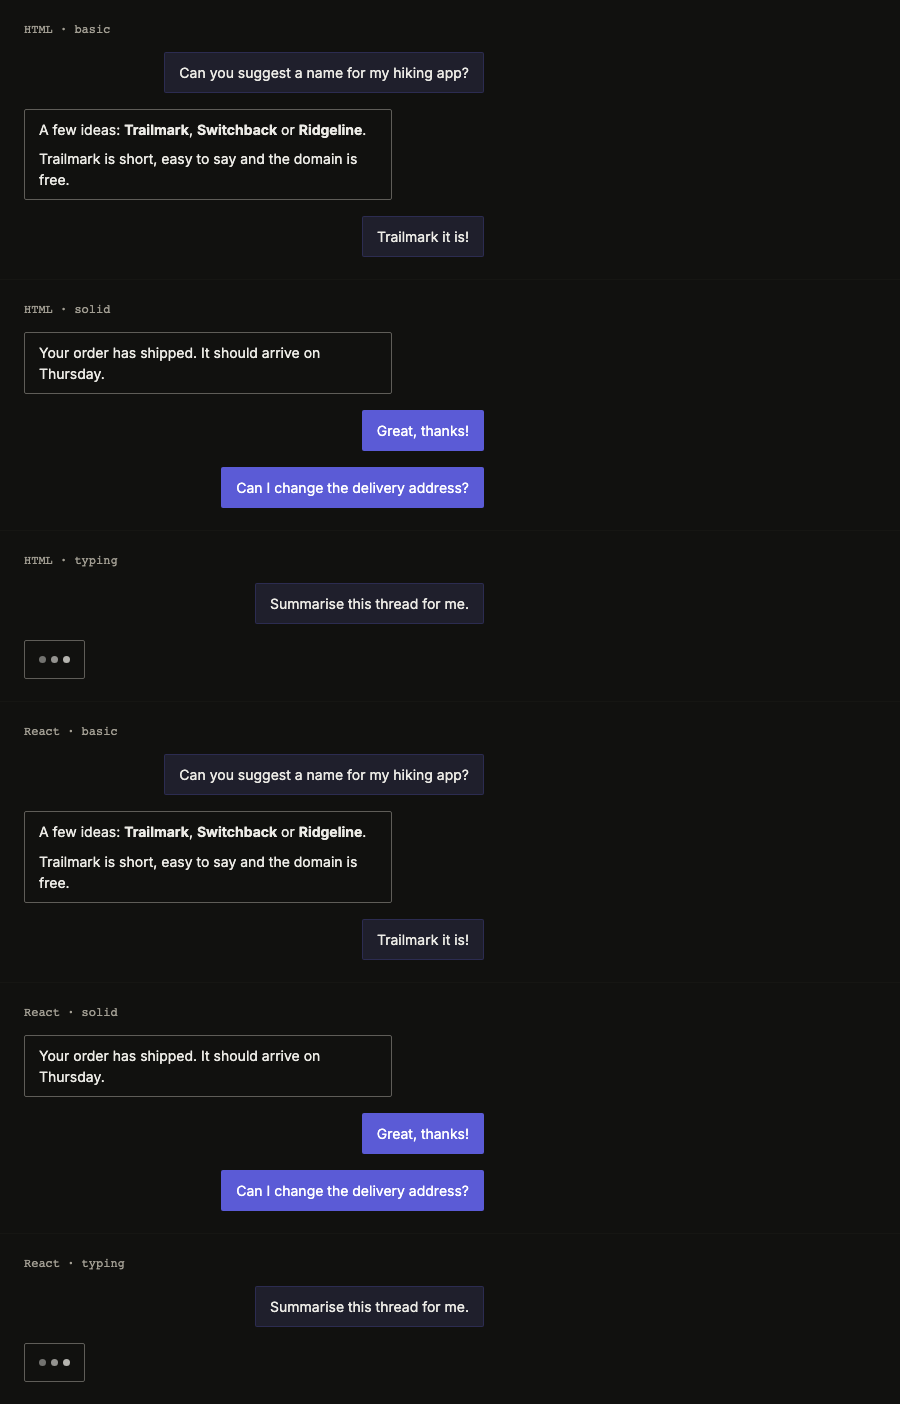 HTML · basic
Can you suggest a name for my hiking app?
A few ideas: Trailmark, Switchback or Ridgeline.
Trailmark is short, easy to say and the domain is
free.
Trailmark it is!
HTML · solid
Your order has shipped. It should arrive on
Thursday.
Great, thanks!
Can I change the delivery address?
HTML · typing
Summarise this thread for me.
React · basic
Can you suggest a name for my hiking app?
A few ideas: Trailmark, Switchback or Ridgeline.
Trailmark is short, easy to say and the domain is
free.
Trailmark it is!
React · solid
Your order has shipped. It should arrive on
Thursday.
Great, thanks!
Can I change the delivery address?
React · typing
Summarise this thread for me.